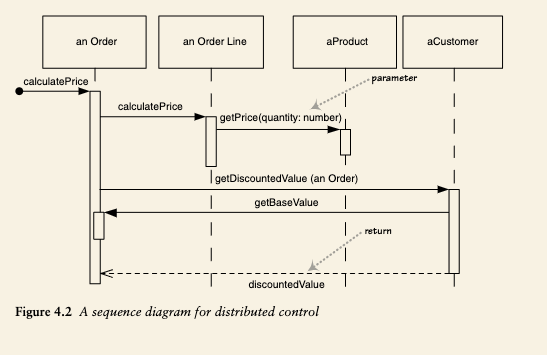 an Order
an Order Line
aProduct
aCustomer
calculatePrice
parameter
calculatePrice
getPrice(quantity: number)
getDiscountedValue (an Order)
getBaseValue
return
discountedValue
Figure 4.2 A sequence diagram for distributed control